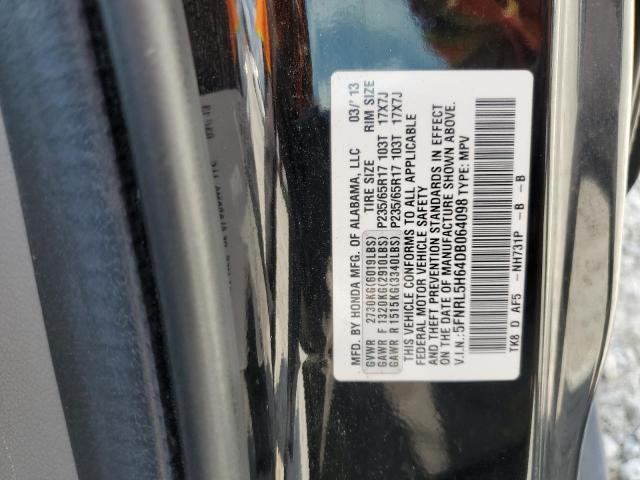 MFD. BY HONDA MFG. OF ALABAMA, LLC 03/'13
TIRE SIZE RIM SIZE
GVWR 2730KG(6019LBS)
GAWR F 1320KG(2910LBS) P235/65R17 103T 17X7J
GAWR R 1515KG(3340LBS) P235/65R17 103T 17X7J
THIS VEHICLE CONFORMS TO ALL APPLICABLE
FEDERAL MOTOR VEHICLE SAFETY
AND THEFT PREVENTION STANDARDS IN EFFECT
ON THE DATE OF MANUFACTURE SHOWN ABOVE.
V.I.N.:5FNRL5H64DB064098 TYPE: MPV
TK8 D AF5 -NH731P -B -B